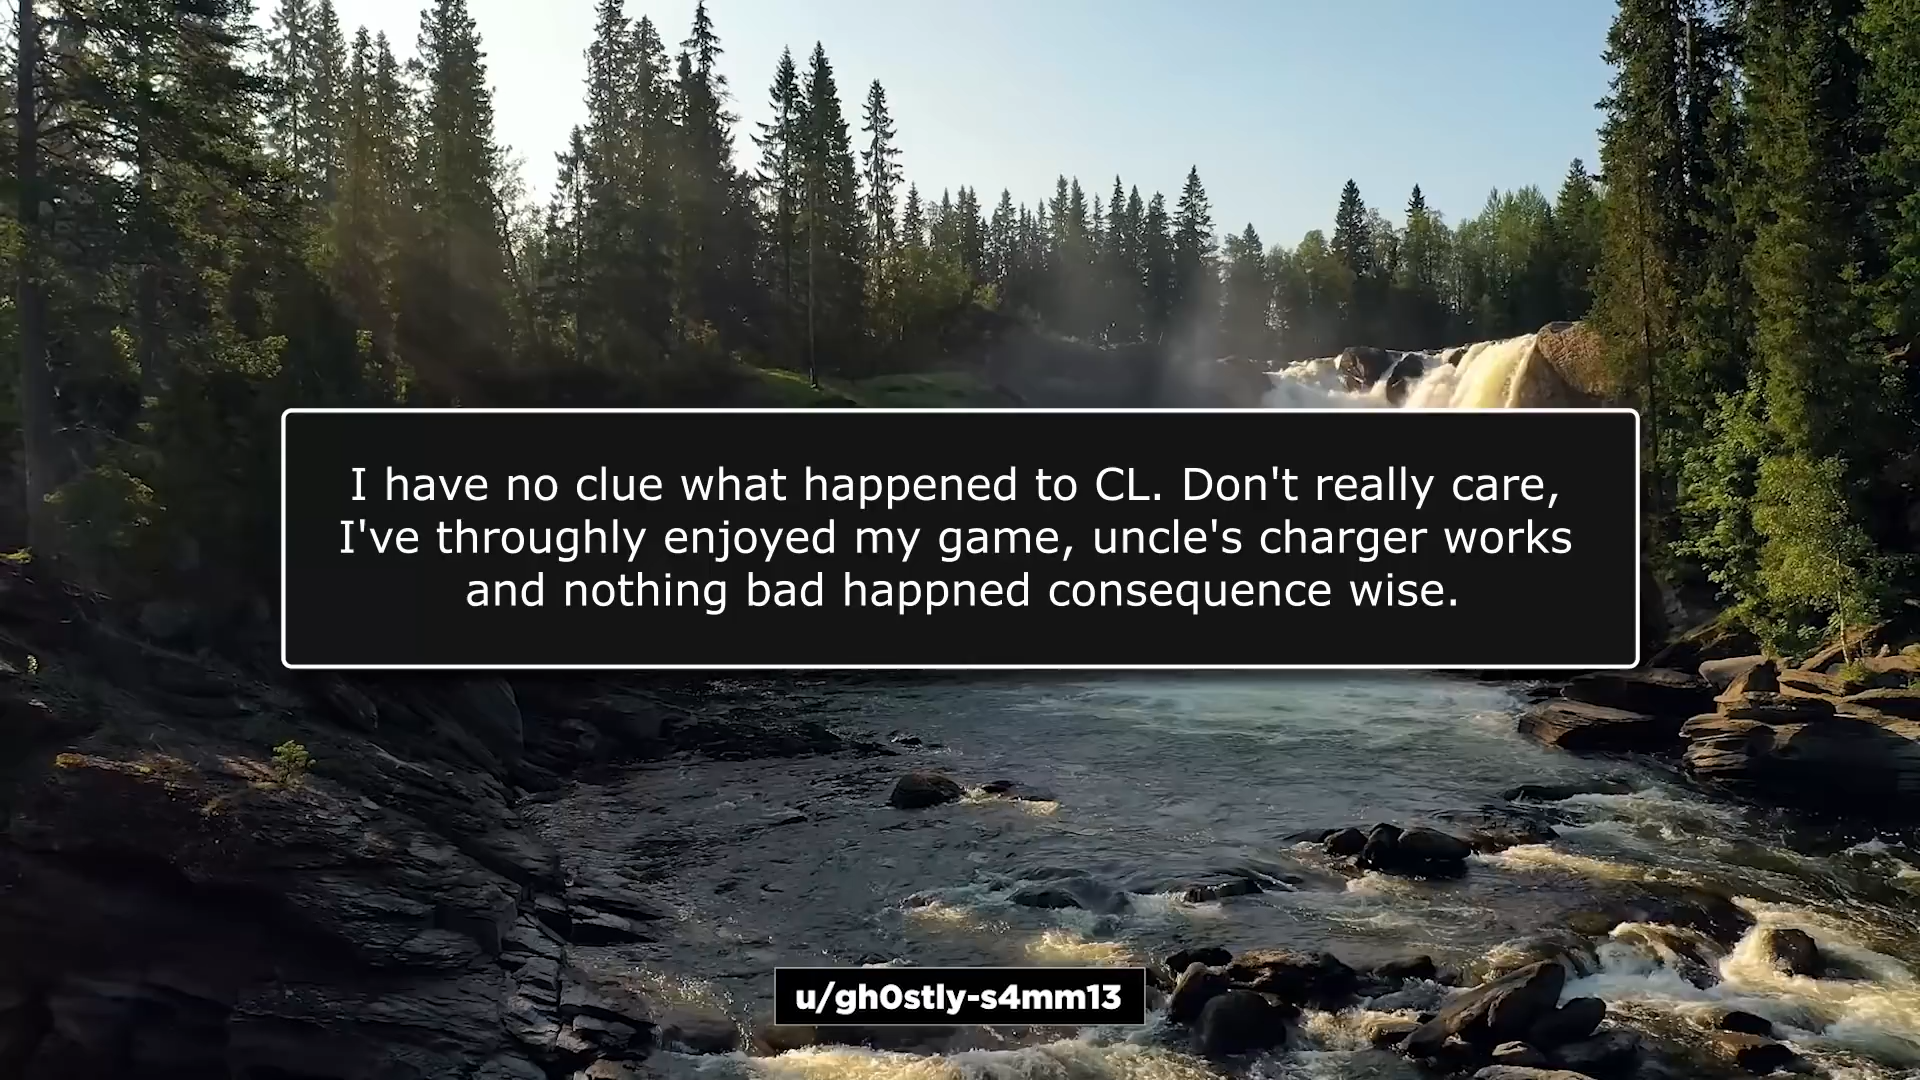 I have no clue what happened to CL. Don't really care,
I've throughly enjoyed my game, uncle's charger works
and nothing bad happned consequence wise.
u/gh0stly-s4mm13